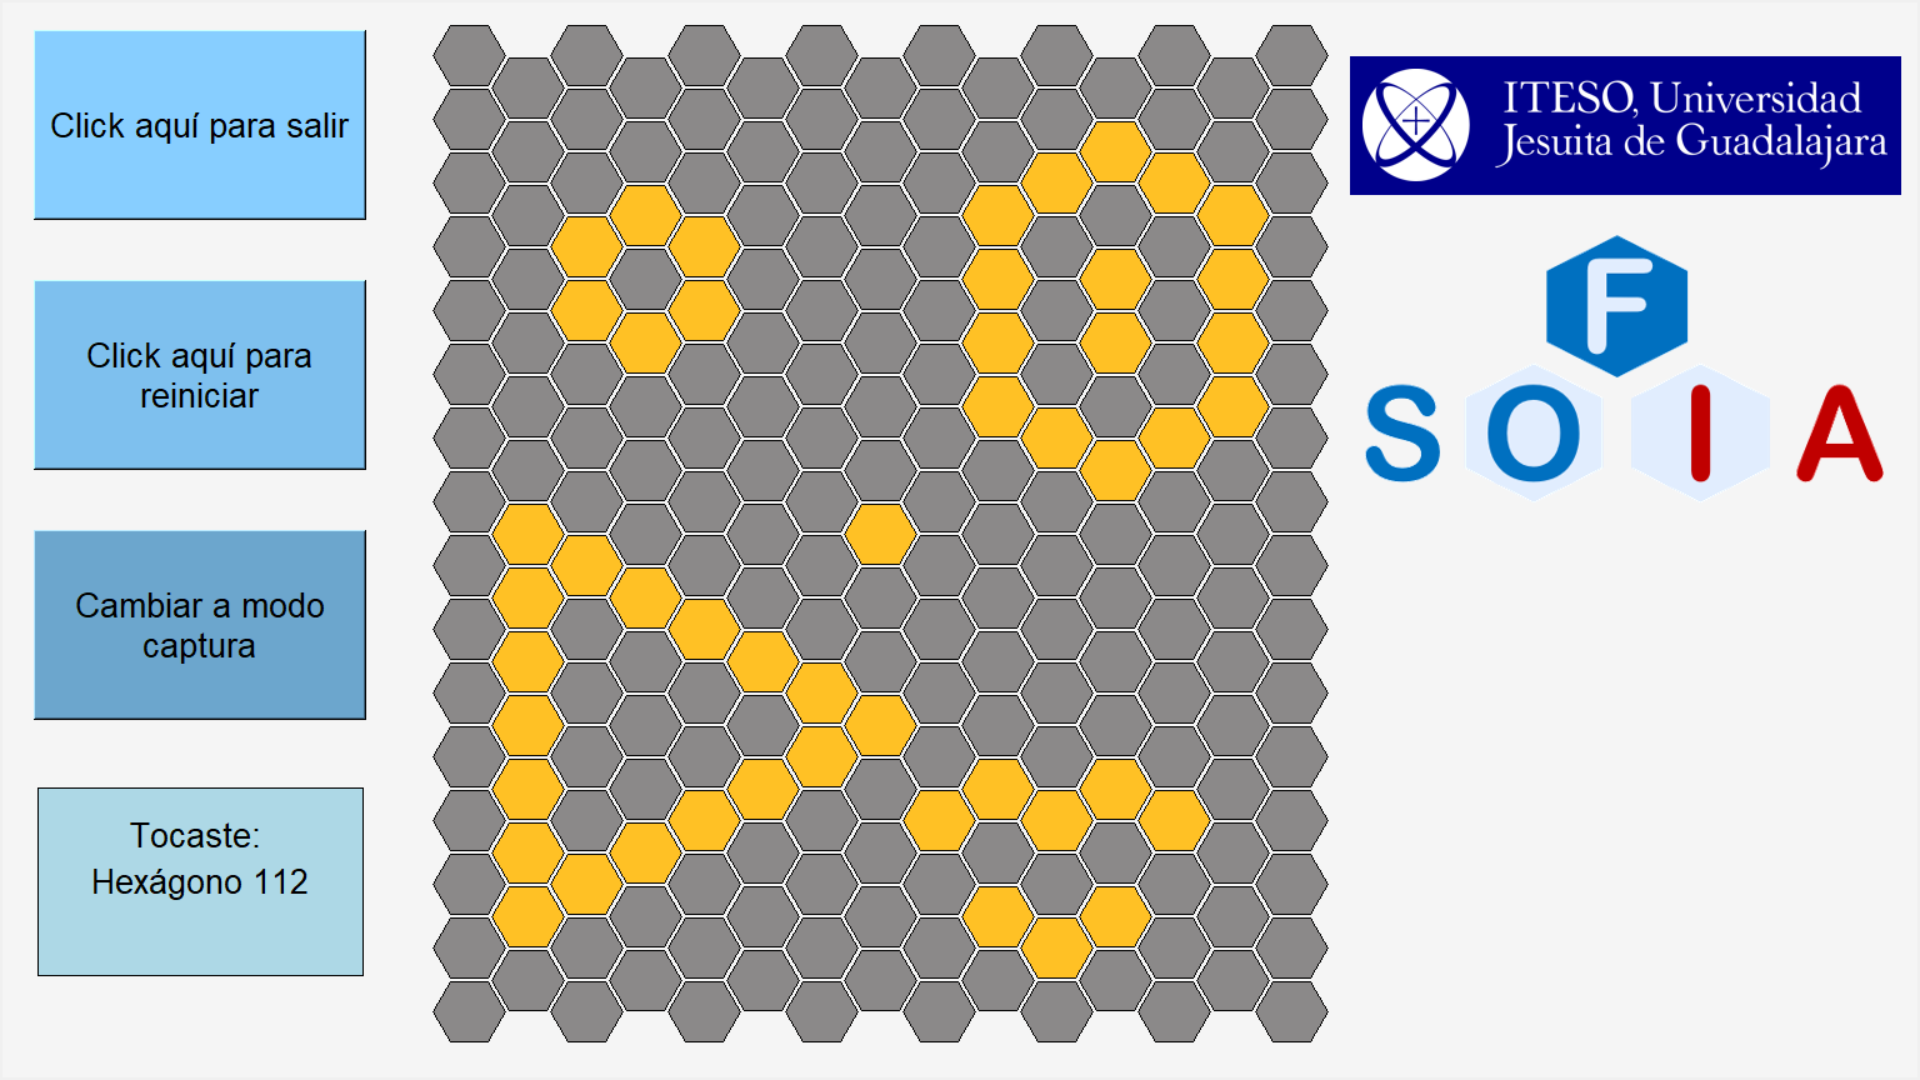 Click aquí para salir
Click aquí para
reiniciar
Cambiar a modo
captura
Tocaste:
Hexágono 112
ITESO, Universidad
Jesuita de Guadalajara
F
S O I A